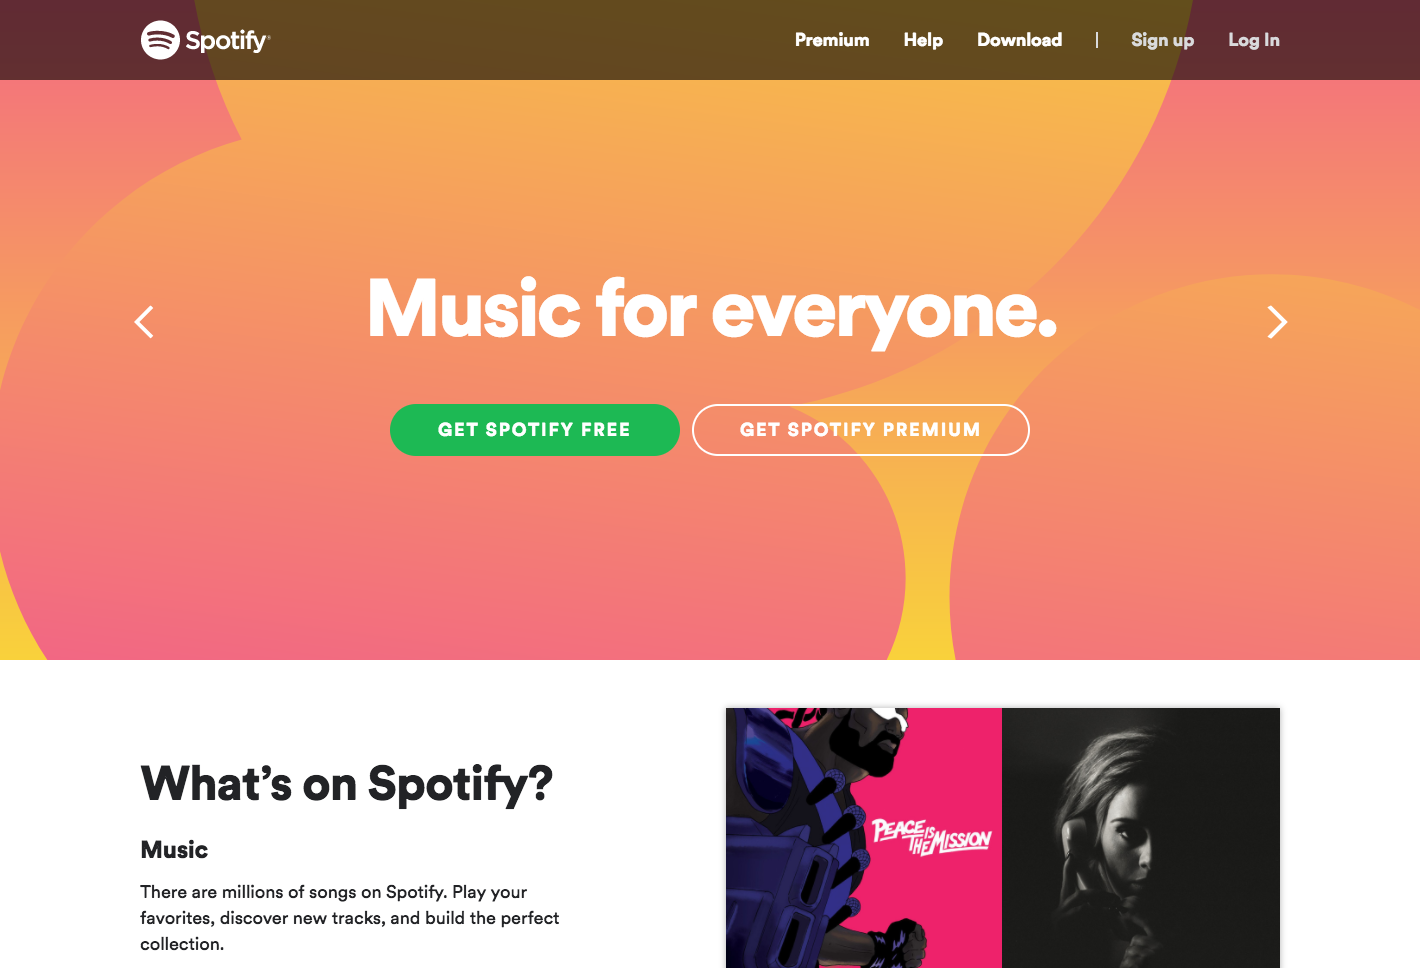 Spotify®
Premium Help Download | Sign up Log In
Music for everyone.
GET SPOTIFY FREE GET SPOTIFY PREMIUM
What's on Spotify?
Music
There are millions of songs on Spotify. Play your
favorites, discover new tracks, and build the perfect
collection.
PEACE IS
THE MISSION